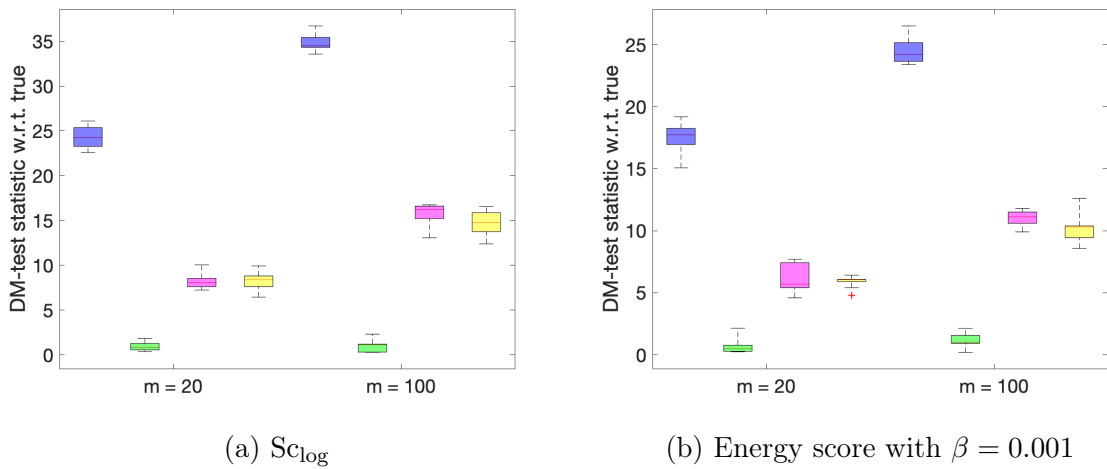 DM-test statistic w.r.t. true
35
30
25
20
15
10
5
0
m = 20
m = 100
(a) Sc_log
DM-test statistic w.r.t. true
25
20
15
10
5
0
m = 20
m = 100
(b) Energy score with β = 0.001